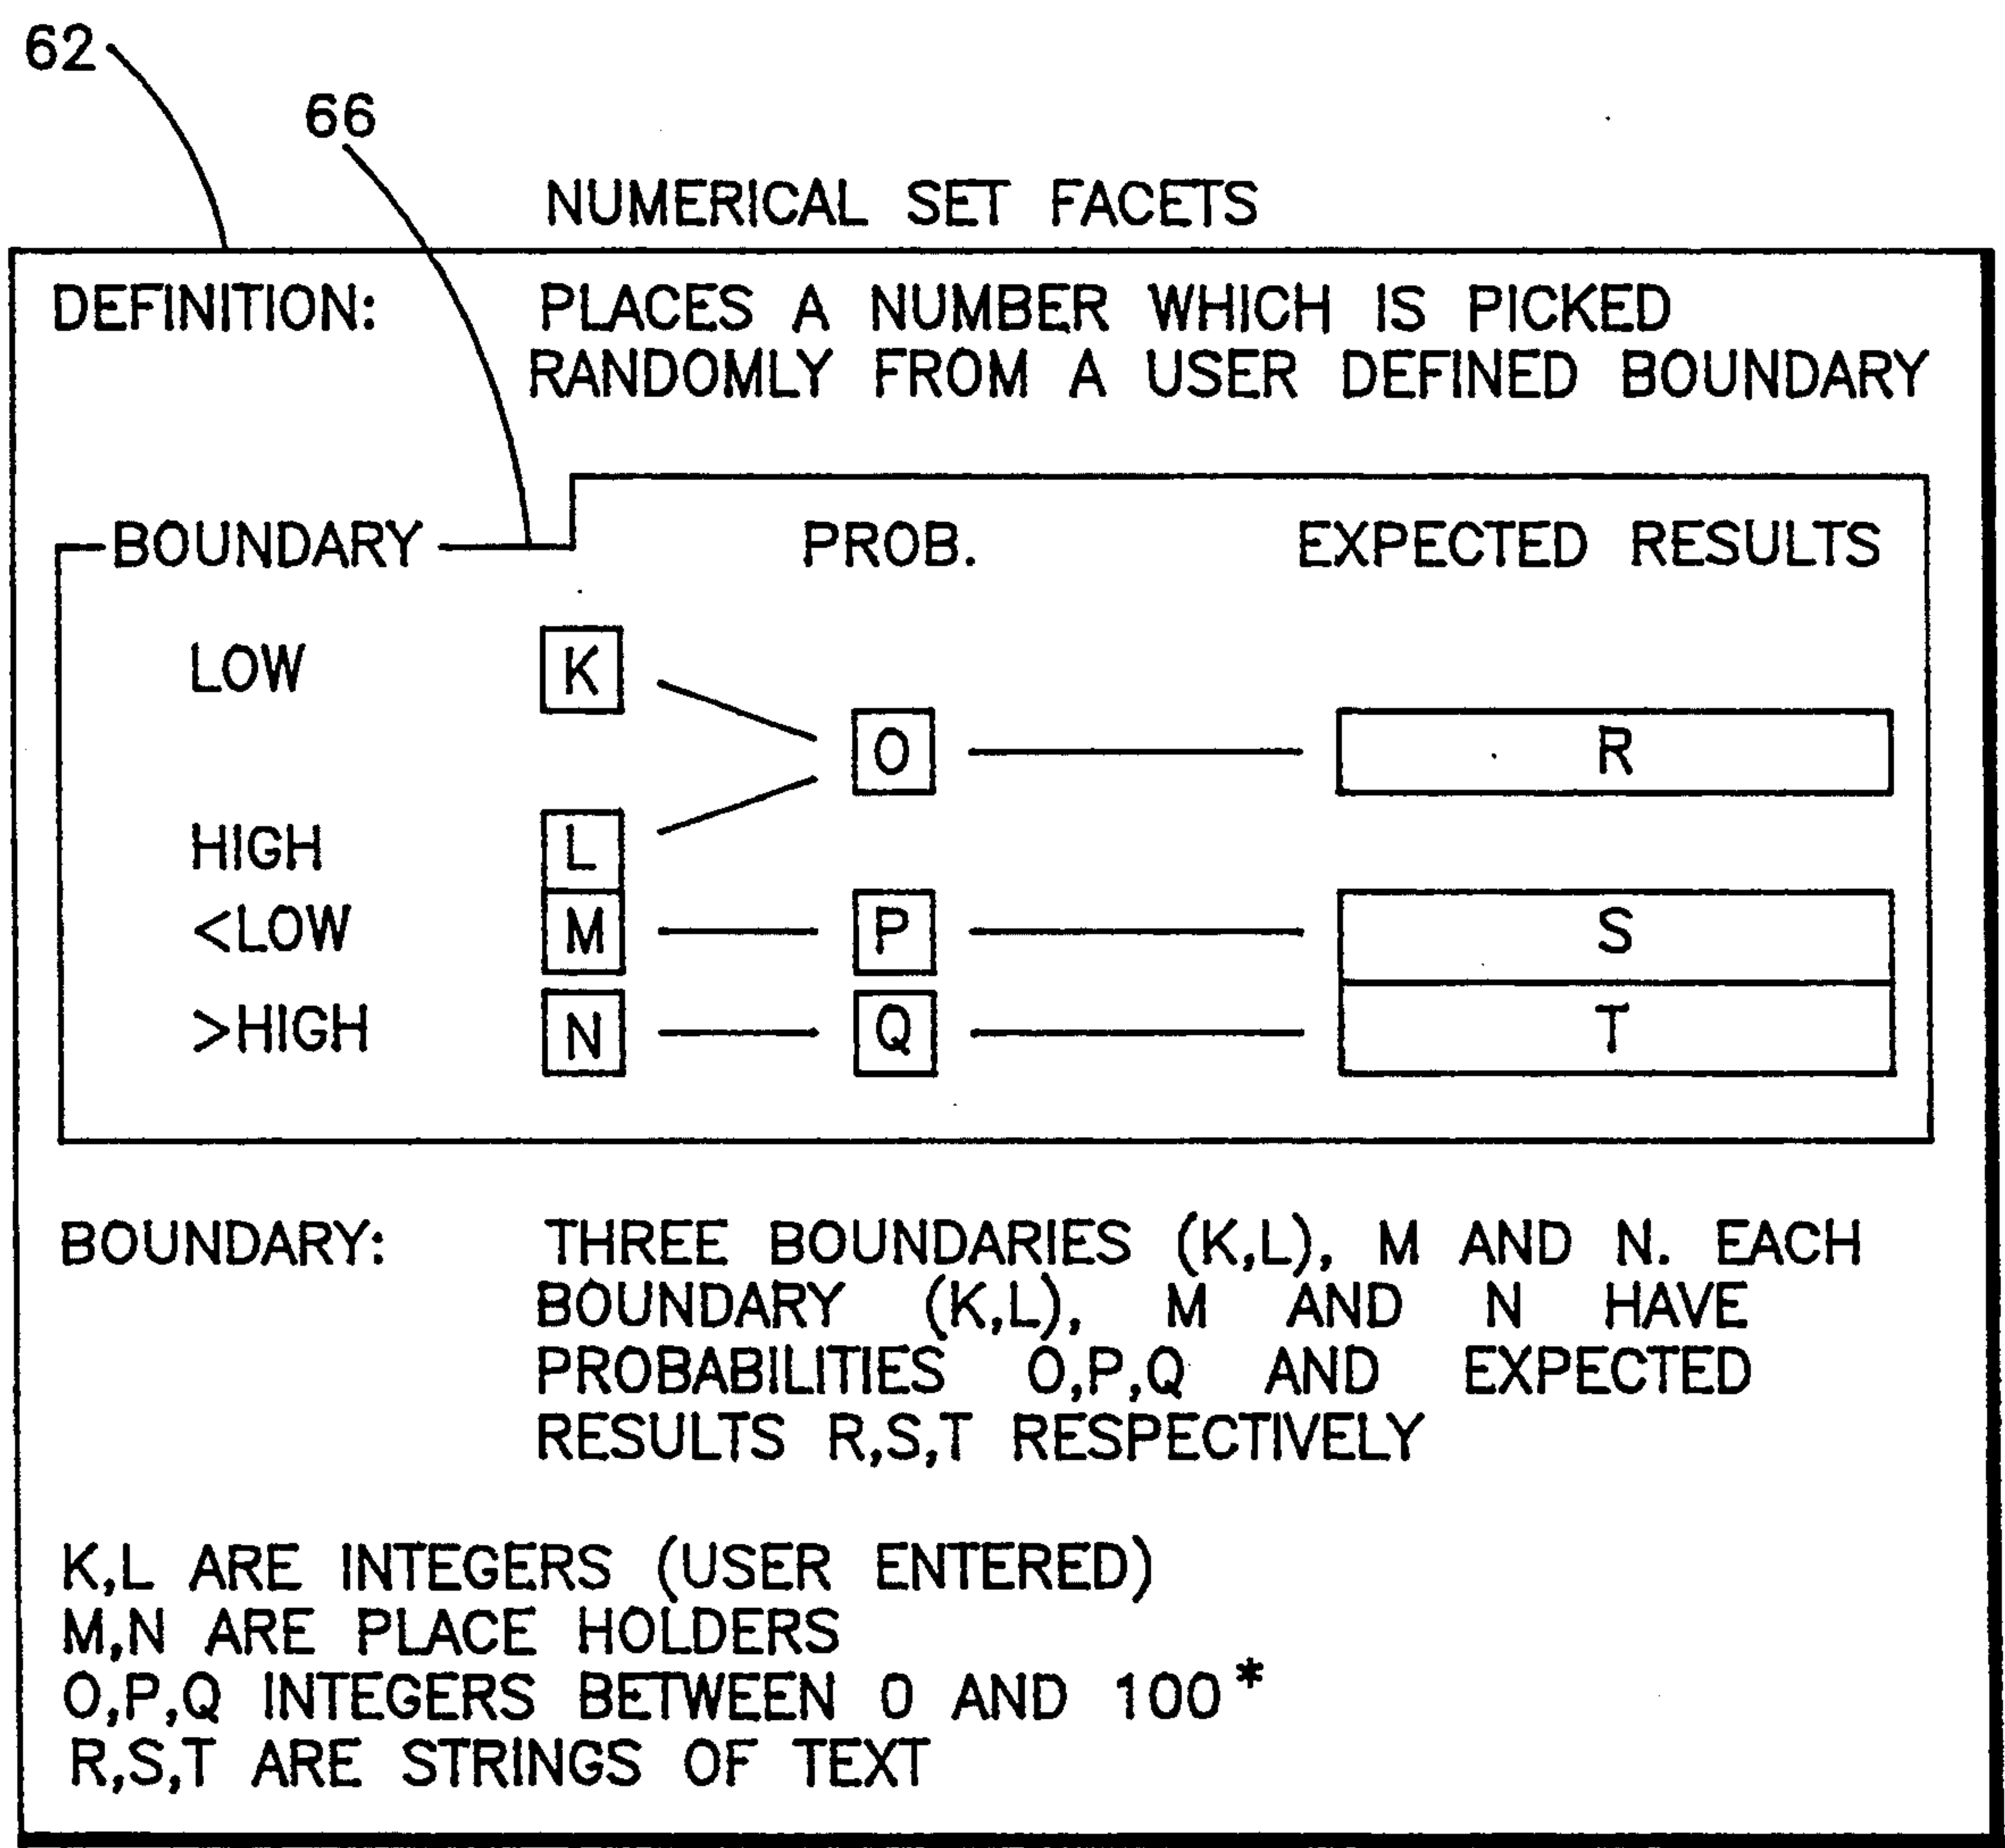 62
66
NUMERICAL SET FACETS
DEFINITION: PLACES A NUMBER WHICH IS PICKED
RANDOMLY FROM A USER DEFINED BOUNDARY
BOUNDARY PROB. EXPECTED RESULTS
LOW K
O R
HIGH L
<LOW M P S
>HIGH N Q T
BOUNDARY: THREE BOUNDARIES (K,L), M AND N. EACH
BOUNDARY (K,L), M AND N HAVE
PROBABILITIES O,P,Q AND EXPECTED
RESULTS R,S,T RESPECTIVELY
K,L ARE INTEGERS (USER ENTERED)
M,N ARE PLACE HOLDERS
O,P,Q INTEGERS BETWEEN 0 AND 100*
R,S,T ARE STRINGS OF TEXT